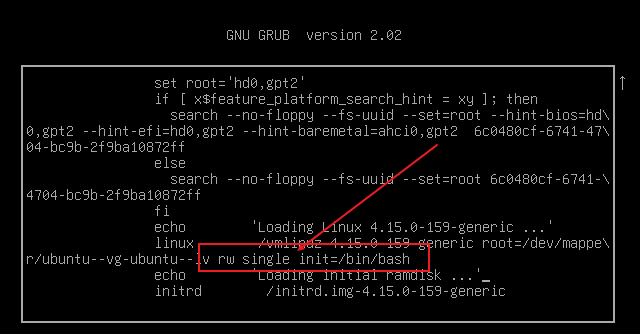 GNU GRUB  version 2.02
set root='hd0,gpt2'
if [ x$feature_platform_search_hint = xy ]; then
search --no-floppy --fs-uuid --set=root --hint-bios=hd\
0,gpt2 --hint-efi=hd0,gpt2 --hint-baremetal=ahci0,gpt2  6c0480cf-6741-47\
04-bc9b-2f9ba10872ff
else
search --no-floppy --fs-uuid --set=root 6c0480cf-6741-\
4704-bc9b-2f9ba10872ff
fi
echo 'Loading Linux 4.15.0-159-generic ...'
linux /vmlinuz-4.15.0-159-generic root=/dev/mappe\
r/ubuntu--vg-ubuntu--lv rw single init=/bin/bash
echo 'Loading initial ramdisk ...'_
initrd /initrd.img-4.15.0-159-generic